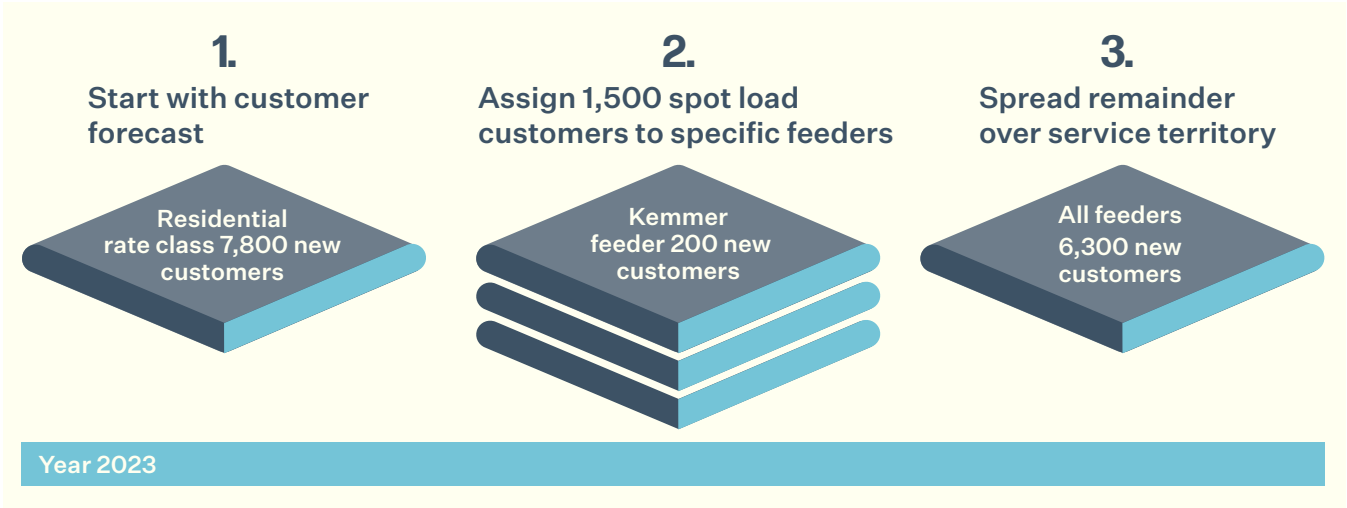 1.
Start with customer
forecast
Residential
rate class 7,800 new
customers
2.
Assign 1,500 spot load
customers to specific feeders
Kemmer
feeder 200 new
customers
3.
Spread remainder
over service territory
All feeders
6,300 new
customers
Year 2023